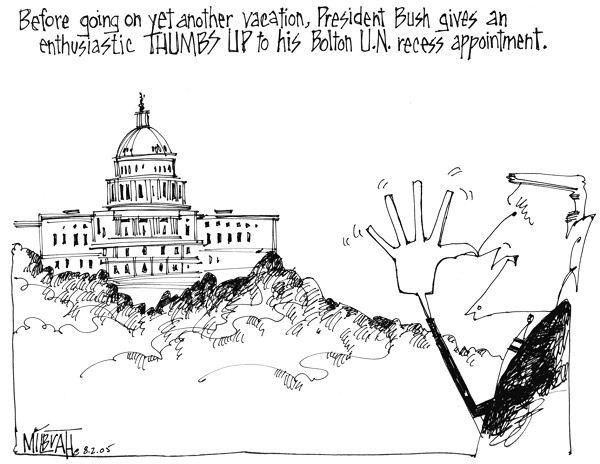 Before going on yet another vacation, President Bush gives an
enthusiastic THUMBS UP to his Bolton U.N. recess appointment.
MILBRATH 8.2.05